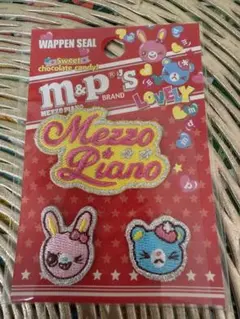 WAPPEN SEAL
Sweet
chocolate candy!
m&p's
BRAND
MEZZO PIANO
LOVELY
Mezzo
Piano